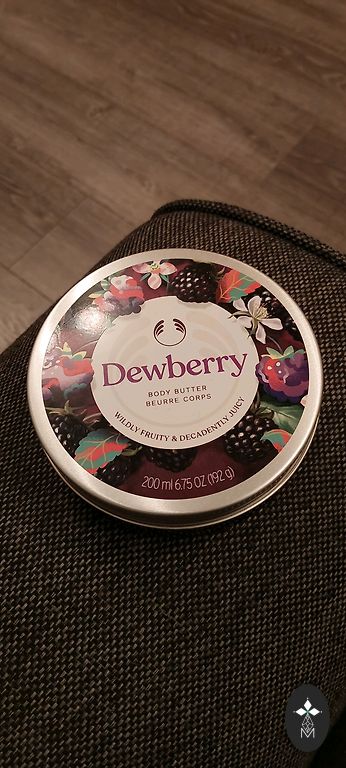 Dewberry
BODY BUTTER
BEURRE CORPS
WILDLY FRUITY & DECADENTLY JUICY
200 ml 6.75 OZ (192 g)
M